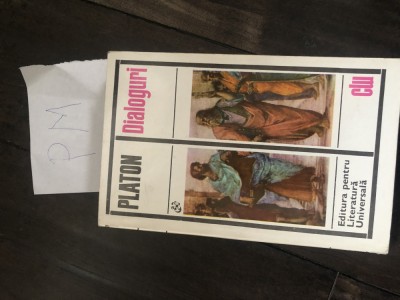 PLATON
Dialoguri
clu
Editura pentru
Literatură
Universală
PM